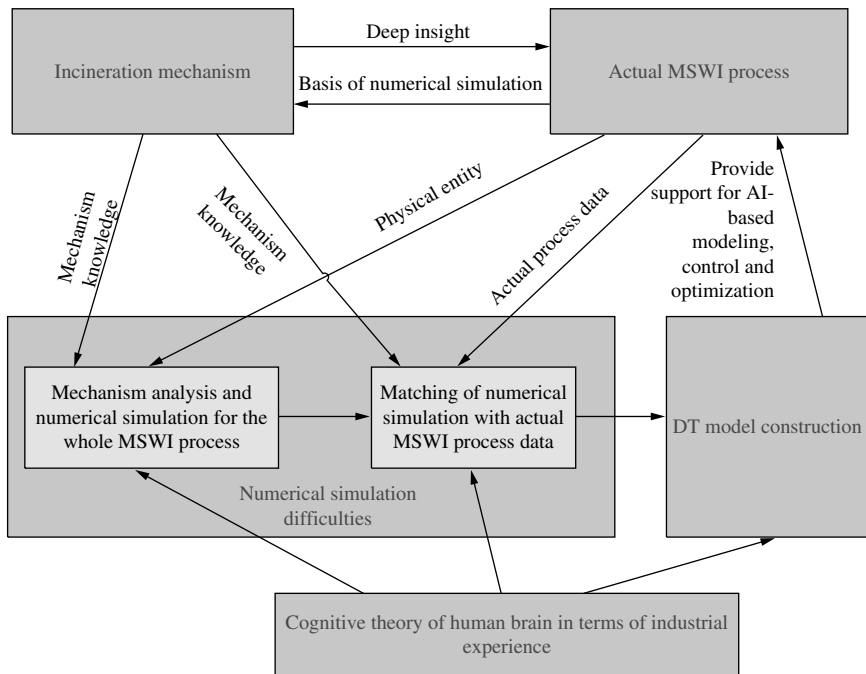 Deep insight
Incineration mechanism
Actual MSWI process
Basis of numerical simulation
Mechanism
knowledge
Mechanism
knowledge
Physical entity
Actual process data
Provide
support for AI-
based
modeling,
control and
optimization
Mechanism analysis and
numerical simulation for the
whole MSWI process
Matching of numerical
simulation with actual
MSWI process data
DT model construction
Numerical simulation
difficulties
Cognitive theory of human brain in terms of industrial
experience